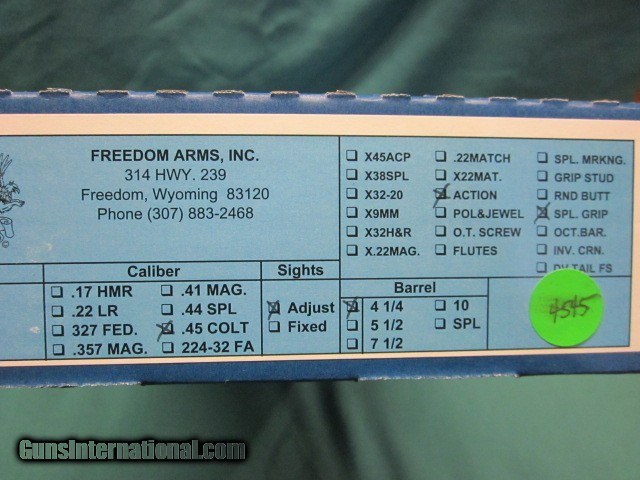 FREEDOM ARMS, INC.
314 HWY. 239
Freedom, Wyoming 83120
Phone (307) 883-2468
X45ACP .22MATCH SPL. MRKNG.
X38SPL X22MAT. GRIP STUD
X32-20 ACTION RND BUTT
X9MM POL&JEWEL SPL. GRIP
X32H&R O.T. SCREW OCT.BAR.
X.22MAG. FLUTES INV. CRN.
DV TAIL FS
Caliber
.17 HMR .41 MAG.
.22 LR .44 SPL
327 FED. .45 COLT
.357 MAG. 224-32 FA
Sights
Adjust
Fixed
Barrel
4 1/4 10
5 1/2 SPL
7 1/2
GunsInternational.com